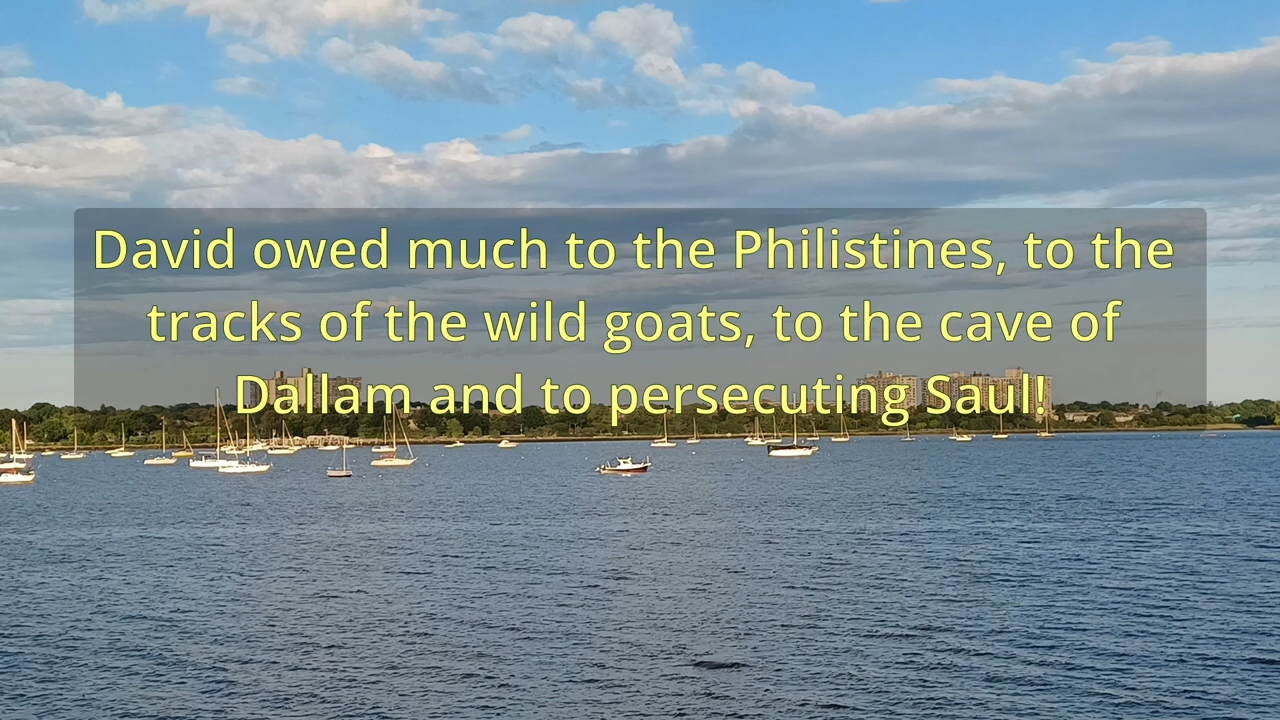 David owed much to the Philistines, to the
tracks of the wild goats, to the cave of
Dallam and to persecuting Saul!